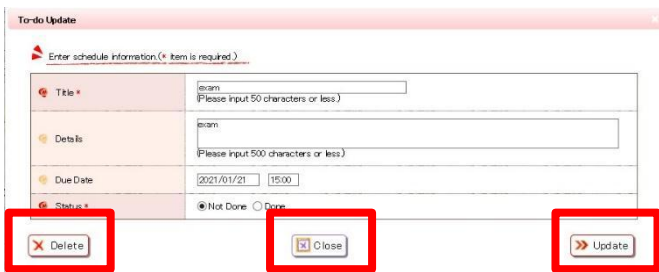 To-do Update
Enter schedule information.(* item is required.)
Title *
exam
(Please input 50 characters or less.)
Details
exam
(Please input 500 characters or less.)
Due Date
2021/01/21 15:00
Status *
Not Done Done
Delete Close Update